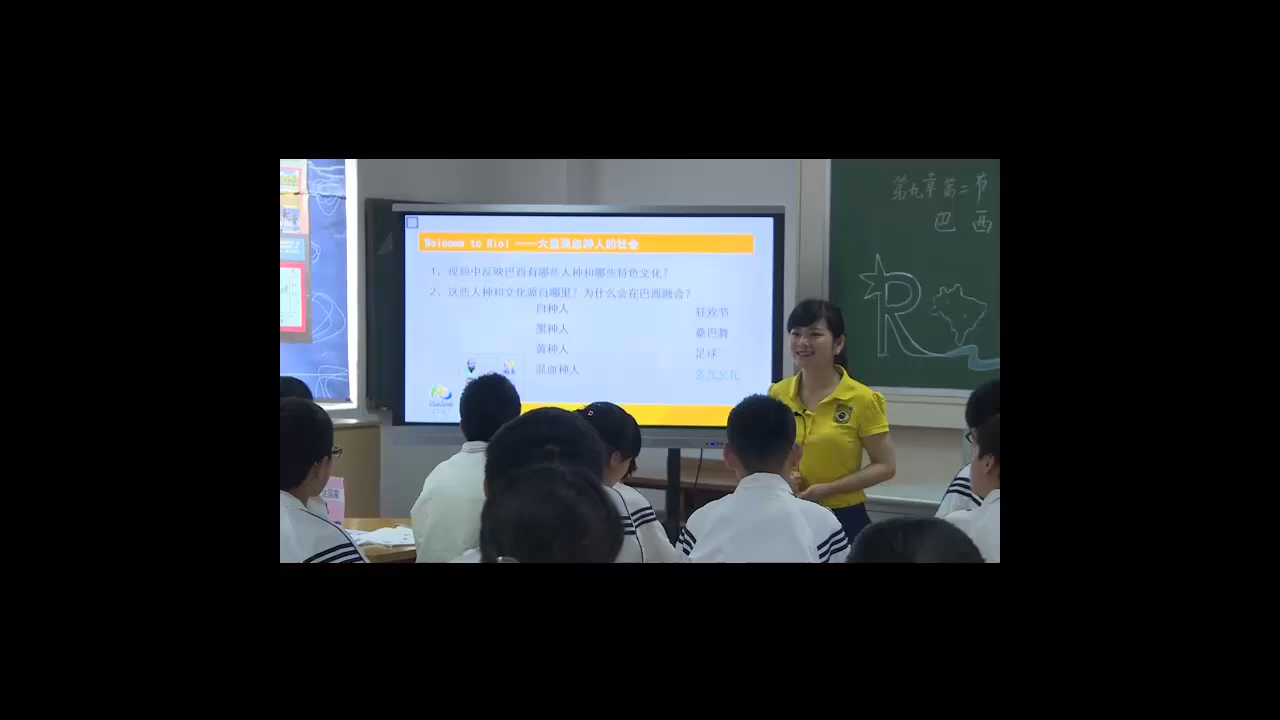 Welcome to Rio! ——大量混血种人的社会
1、视频中反映巴西有哪些人种和哪些特色文化？
2、这些人种和文化源自哪里？为什么会在巴西融合？
白种人
狂欢节
黑种人
桑巴舞
黄种人
足球
混血种人
多元文化
第九章第二节
巴西
R